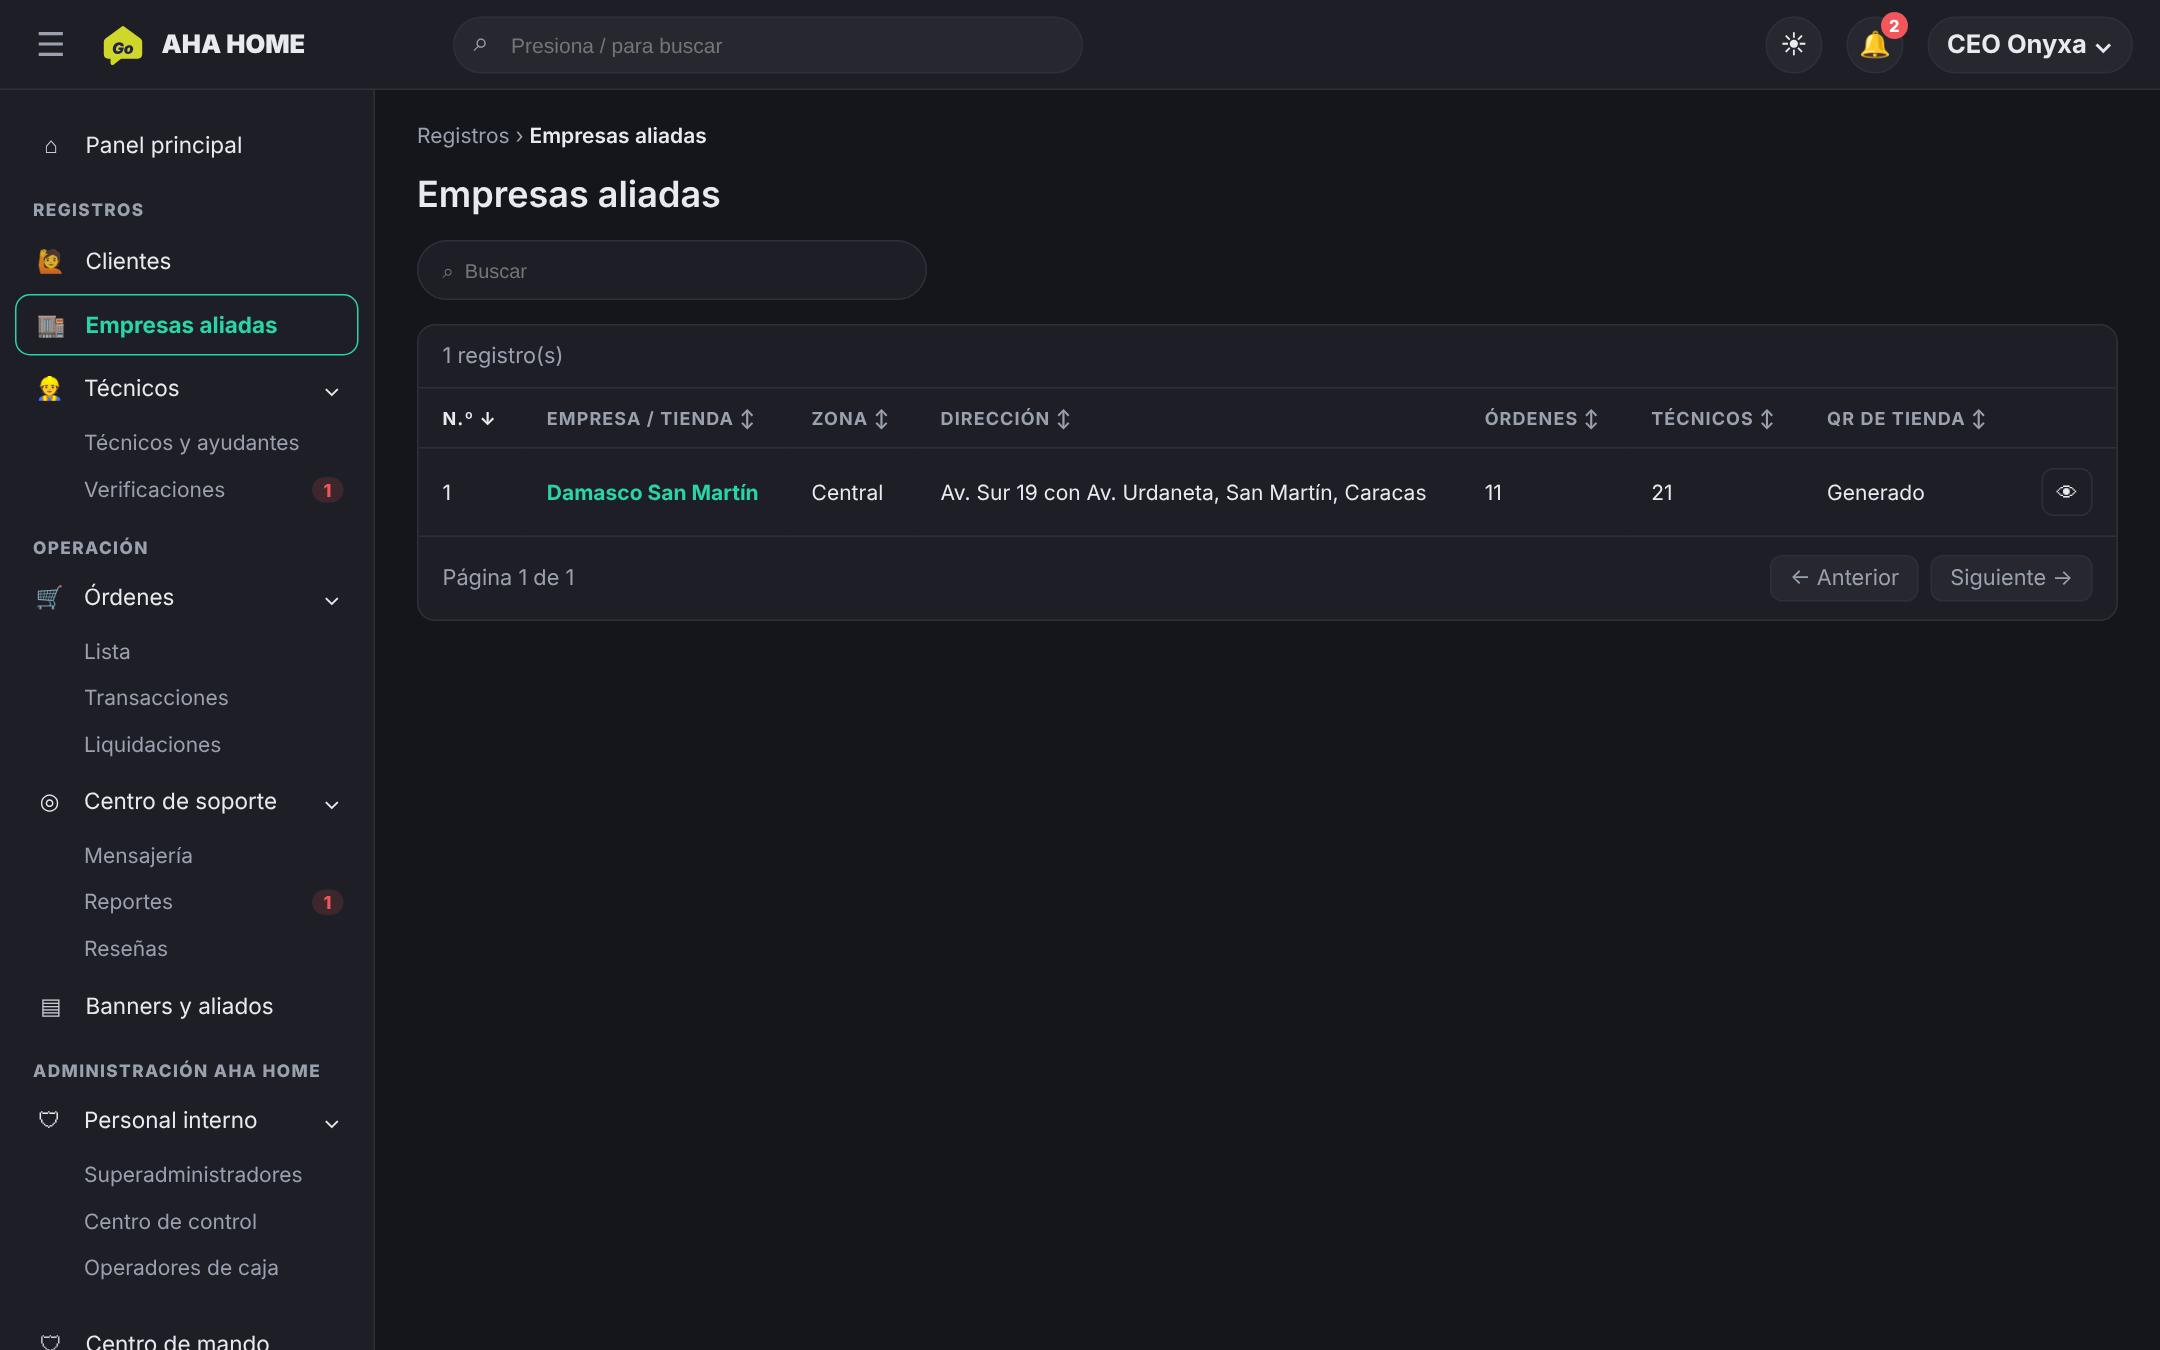 Go AHA HOME
Presiona / para buscar
2
CEO Onyxa
Panel principal
REGISTROS
Clientes
Empresas aliadas
Técnicos
Técnicos y ayudantes
Verificaciones 1
OPERACIÓN
Órdenes
Lista
Transacciones
Liquidaciones
Centro de soporte
Mensajería
Reportes 1
Reseñas
Banners y aliados
ADMINISTRACIÓN AHA HOME
Personal interno
Superadministradores
Centro de control
Operadores de caja
Centro de mando
Registros › Empresas aliadas
Empresas aliadas
Buscar
1 registro(s)
N.º ↓ EMPRESA / TIENDA ↕ ZONA ↕ DIRECCIÓN ↕ ÓRDENES ↕ TÉCNICOS ↕ QR DE TIENDA ↕
1 Damasco San Martín Central Av. Sur 19 con Av. Urdaneta, San Martín, Caracas 11 21 Generado
Página 1 de 1 ← Anterior Siguiente →